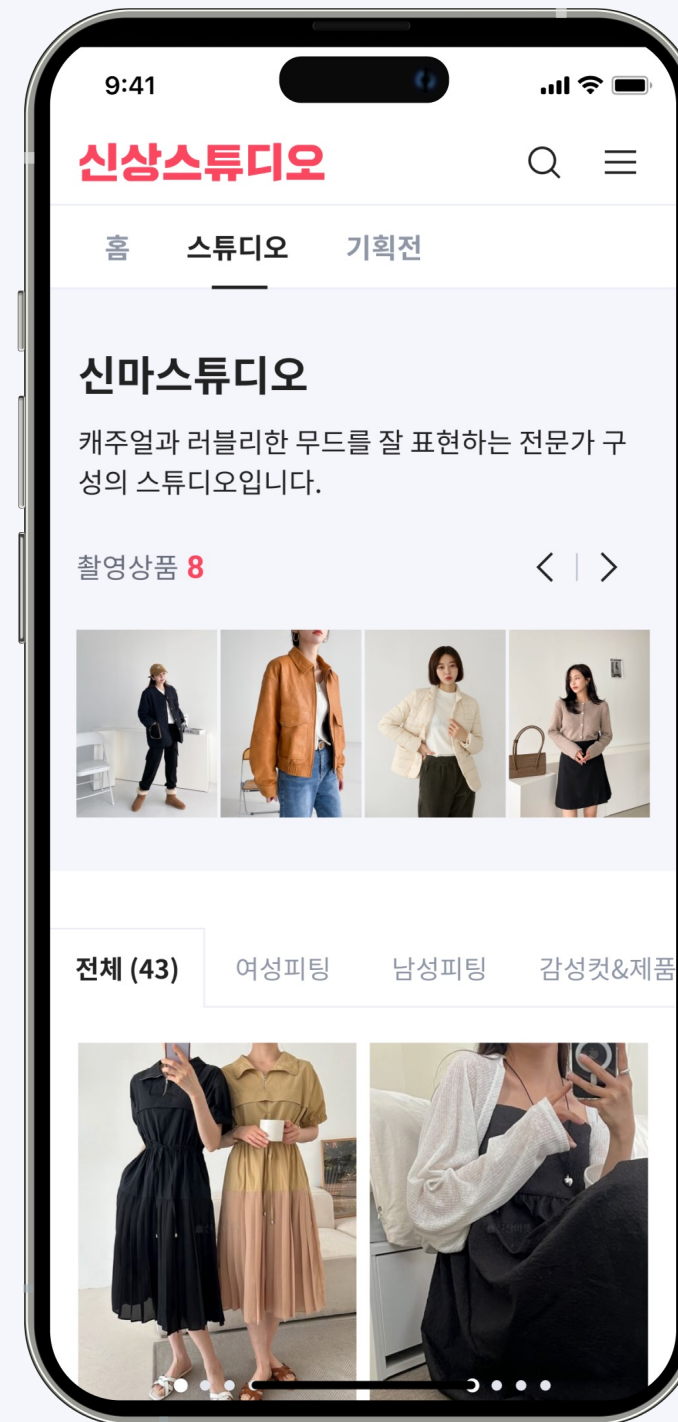 9:41
신상스튜디오
홈 스튜디오 기획전
신마스튜디오
캐주얼과 러블리한 무드를 잘 표현하는 전문가 구
성의 스튜디오입니다.
촬영상품 8
전체 (43) 여성피팅 남성피팅 감성컷&제품